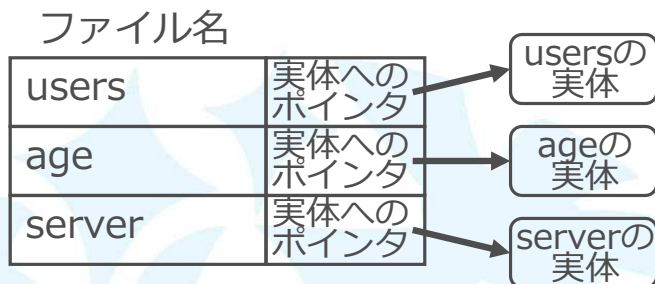 ファイル名
users
実体への
ポインタ
usersの
実体
age
実体への
ポインタ
ageの
実体
server
実体への
ポインタ
serverの
実体